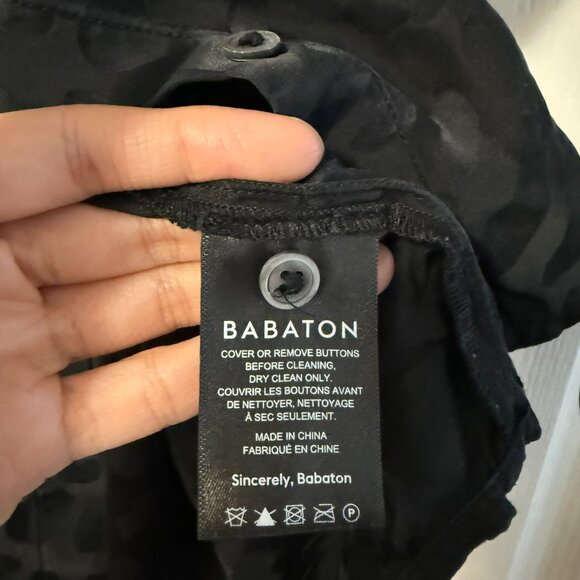 BABATON
COVER OR REMOVE BUTTONS
BEFORE CLEANING,
DRY CLEAN ONLY.
COUVRIR LES BOUTONS AVANT
DE NETTOYER, NETTOYAGE
À SEC SEULEMENT.
MADE IN CHINA
FABRIQUÉ EN CHINE
Sincerely, Babaton
P